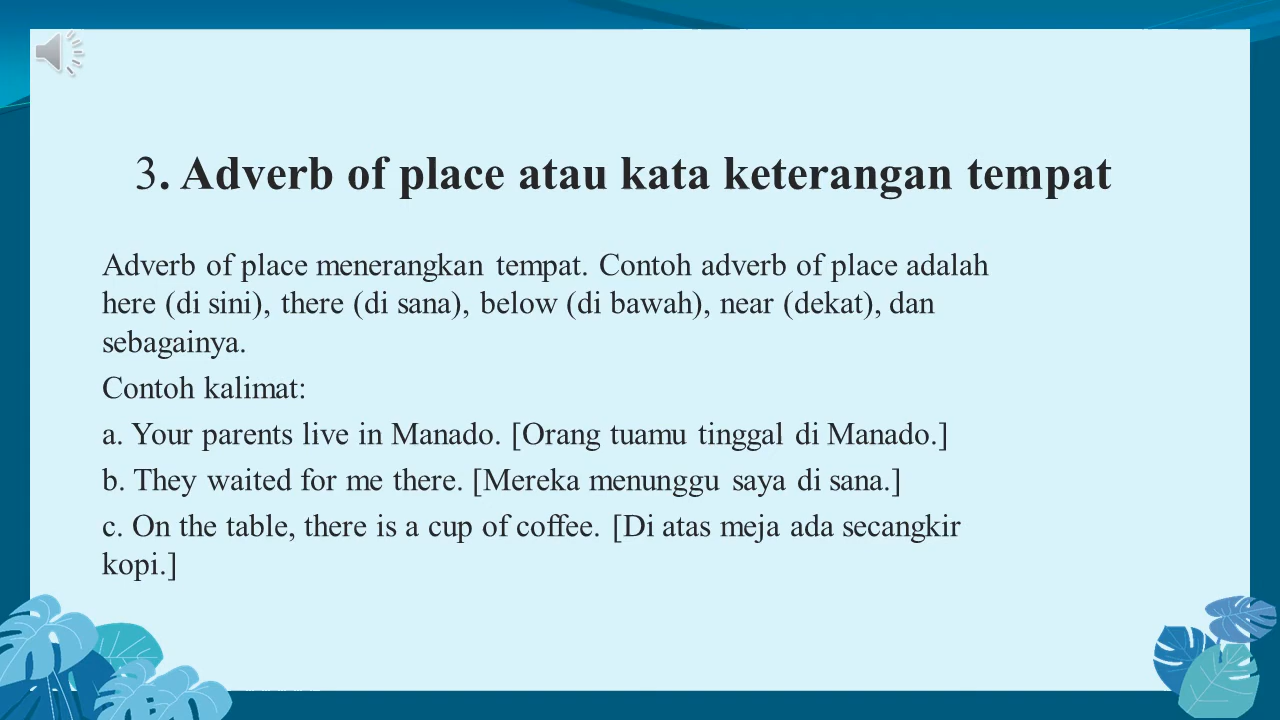 3. Adverb of place atau kata keterangan tempat
Adverb of place menerangkan tempat. Contoh adverb of place adalah
here (di sini), there (di sana), below (di bawah), near (dekat), dan
sebagainya.
Contoh kalimat:
a. Your parents live in Manado. [Orang tuamu tinggal di Manado.]
b. They waited for me there. [Mereka menunggu saya di sana.]
c. On the table, there is a cup of coffee. [Di atas meja ada secangkir
kopi.]